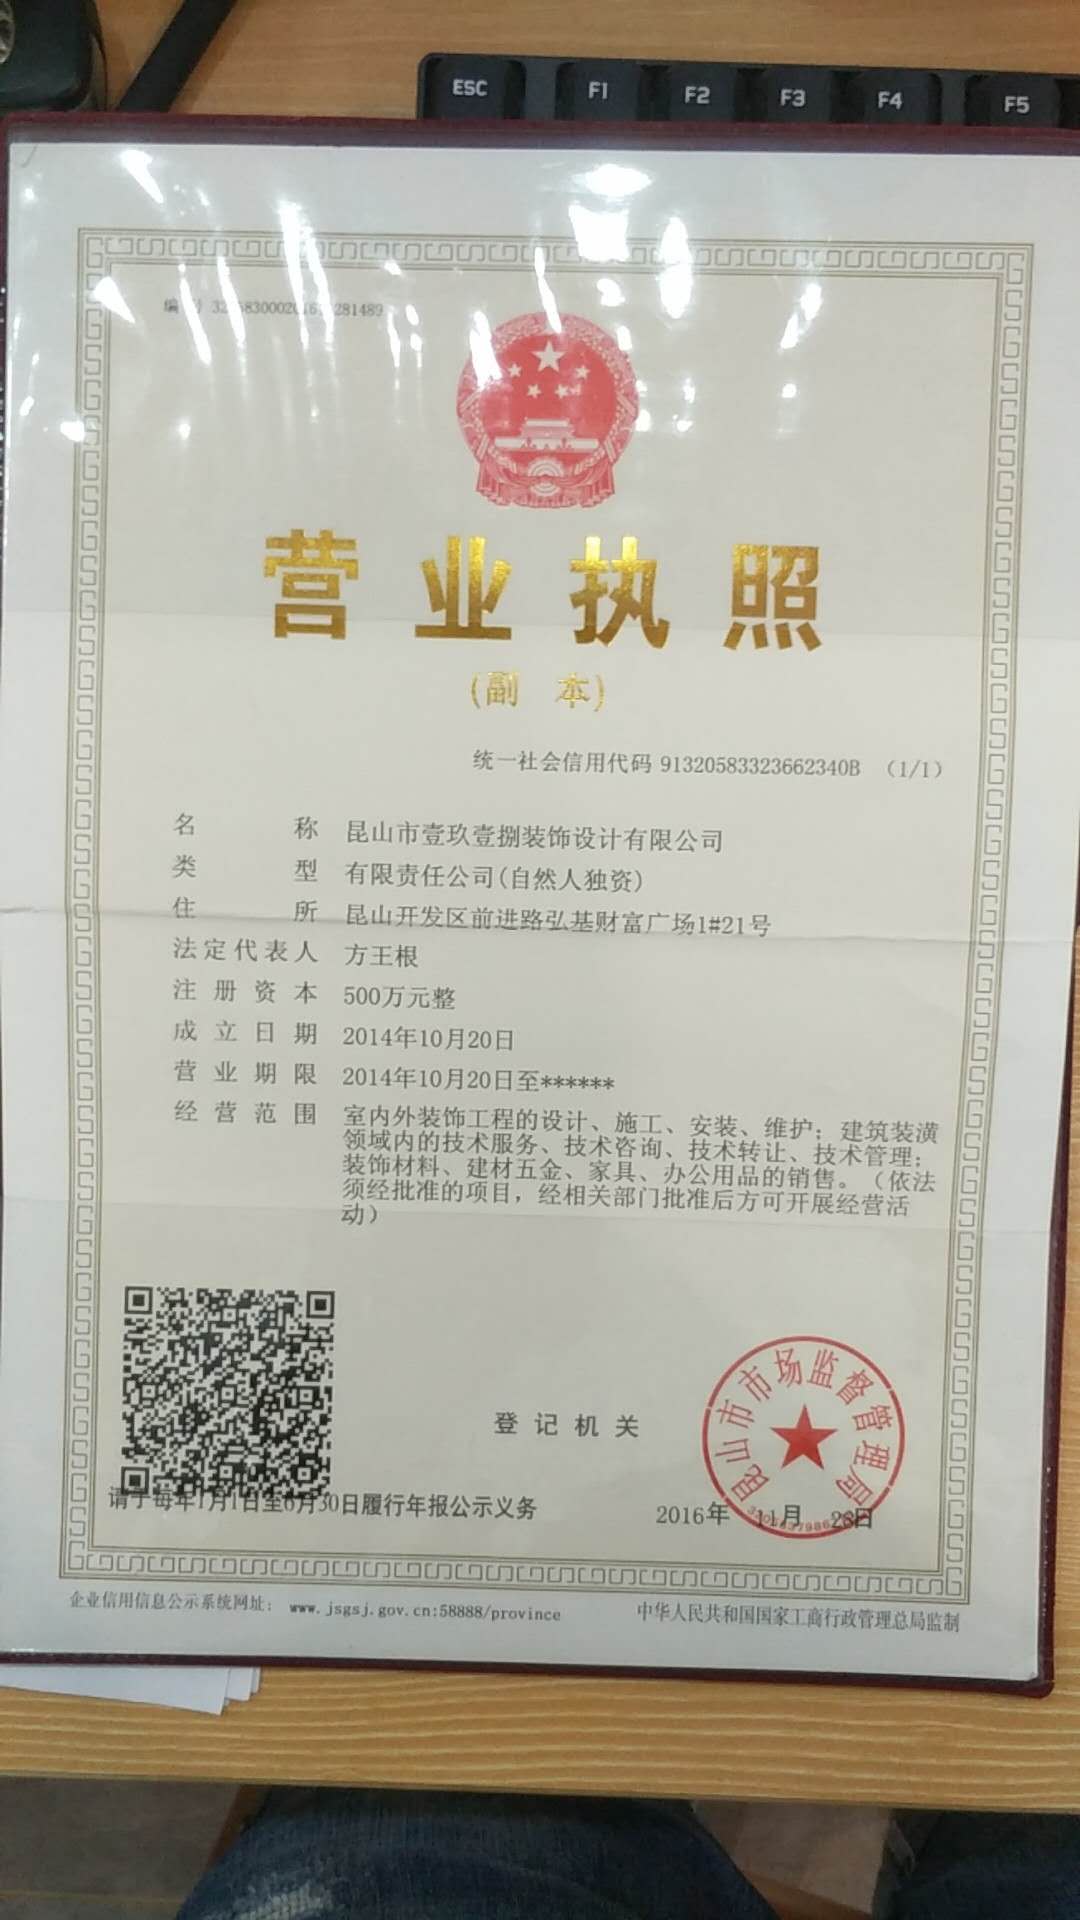 ESC F1 F2 F3 F4 F5
营业执照
(副 本)
统一社会信用代码 91320583323662340B (1/1)
名称 昆山市壹玖壹捌装饰设计有限公司
类型 有限责任公司(自然人独资)
住所 昆山开发区前进路弘基财富广场1#21号
法定代表人 方王根
注册资本 500万元整
成立日期 2014年10月20日
营业期限 2014年10月20日至******
经营范围 室内外装饰工程的设计、施工、安装、维护；建筑装潢
领域内的技术服务、技术咨询、技术转让、技术管理；
装饰材料、建材五金、家具、办公用品的销售。（依法
须经批准的项目，经相关部门批准后方可开展经营活
动）
登记机关
昆山市市场监督管理局
请于每年1月1日至6月30日履行年报公示义务
2016年 11月 28日
企业信用信息公示系统网址： www.jsgsj.gov.cn:58888/province
中华人民共和国国家工商行政管理总局监制